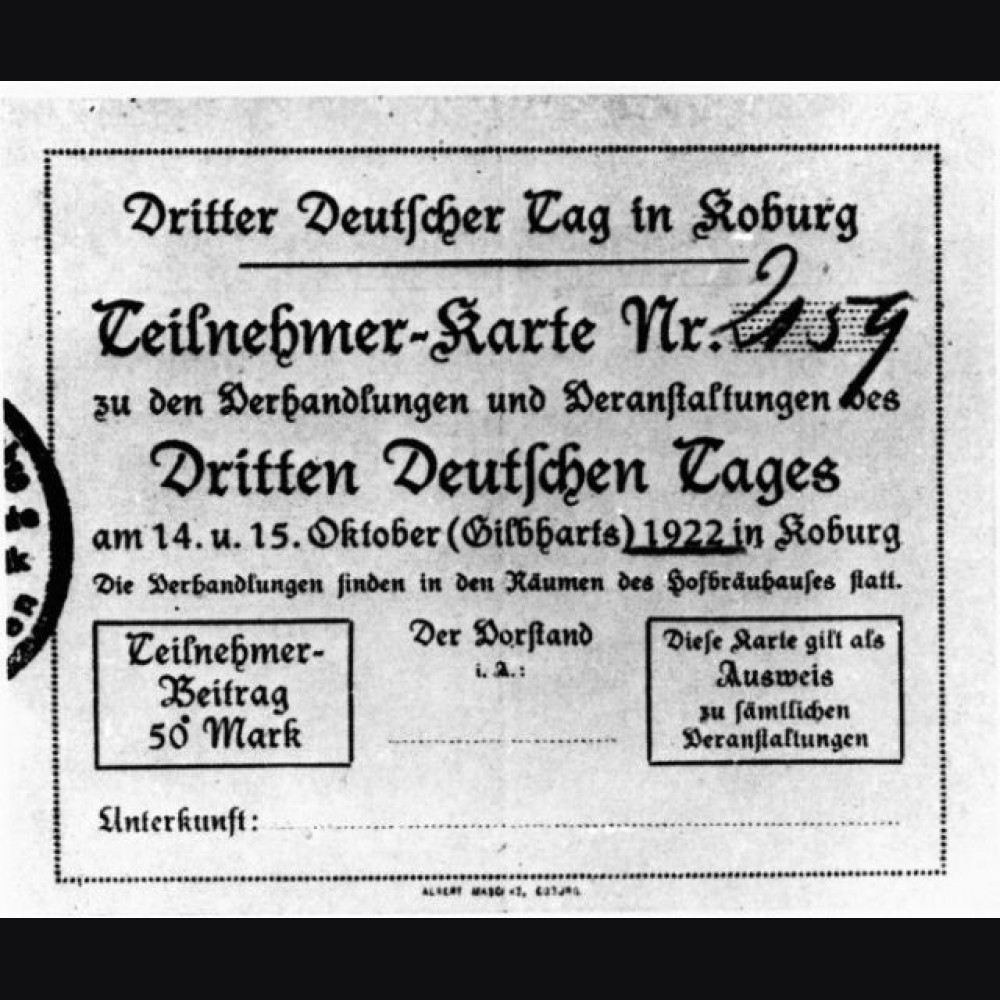 Dritter Deutscher Tag in Koburg
Teilnehmer-Karte Nr. 2159
zu den Verhandlungen und Veranstaltungen des
Dritten Deutschen Tages
am 14. u. 15. Oktober (Gilbharts) 1922 in Koburg
Die Verhandlungen finden in den Räumen des Hofbräuhauses statt.
Teilnehmer-
Beitrag
50 Mark
Der Vorstand
i. A.:
Diese Karte gilt als
Ausweis
zu sämtlichen
Veranstaltungen
Unterkunft:
ALBERT